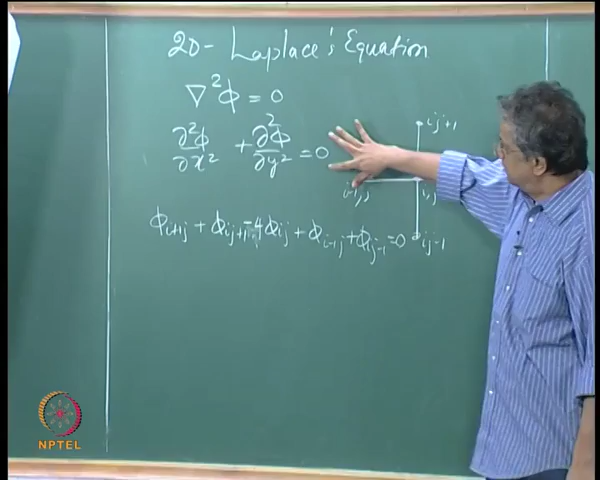 2D - Laplace's Equation
∇²ϕ = 0
∂²ϕ/∂x² + ∂²ϕ/∂y² = 0
i,j+1
i-1,j
i,j
ϕi+1j + ϕij+1 - 4ϕij + ϕi-1j + ϕij-1 = 0
ij-1
NPTEL